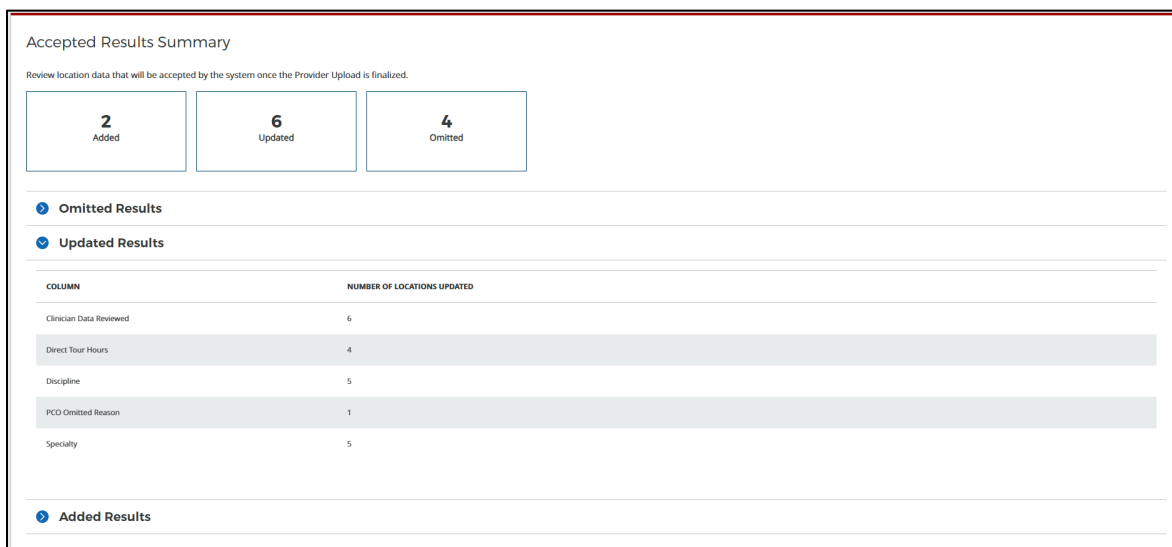 Accepted Results Summary
Review location data that will be accepted by the system once the Provider Upload is finalized.
2 6 4
Added Updated Omitted
Omitted Results
Updated Results
COLUMN NUMBER OF LOCATIONS UPDATED
Clinician Data Reviewed 6
Direct Tour Hours 4
Discipline 5
PCO Omitted Reason 1
Specialty 5
Added Results